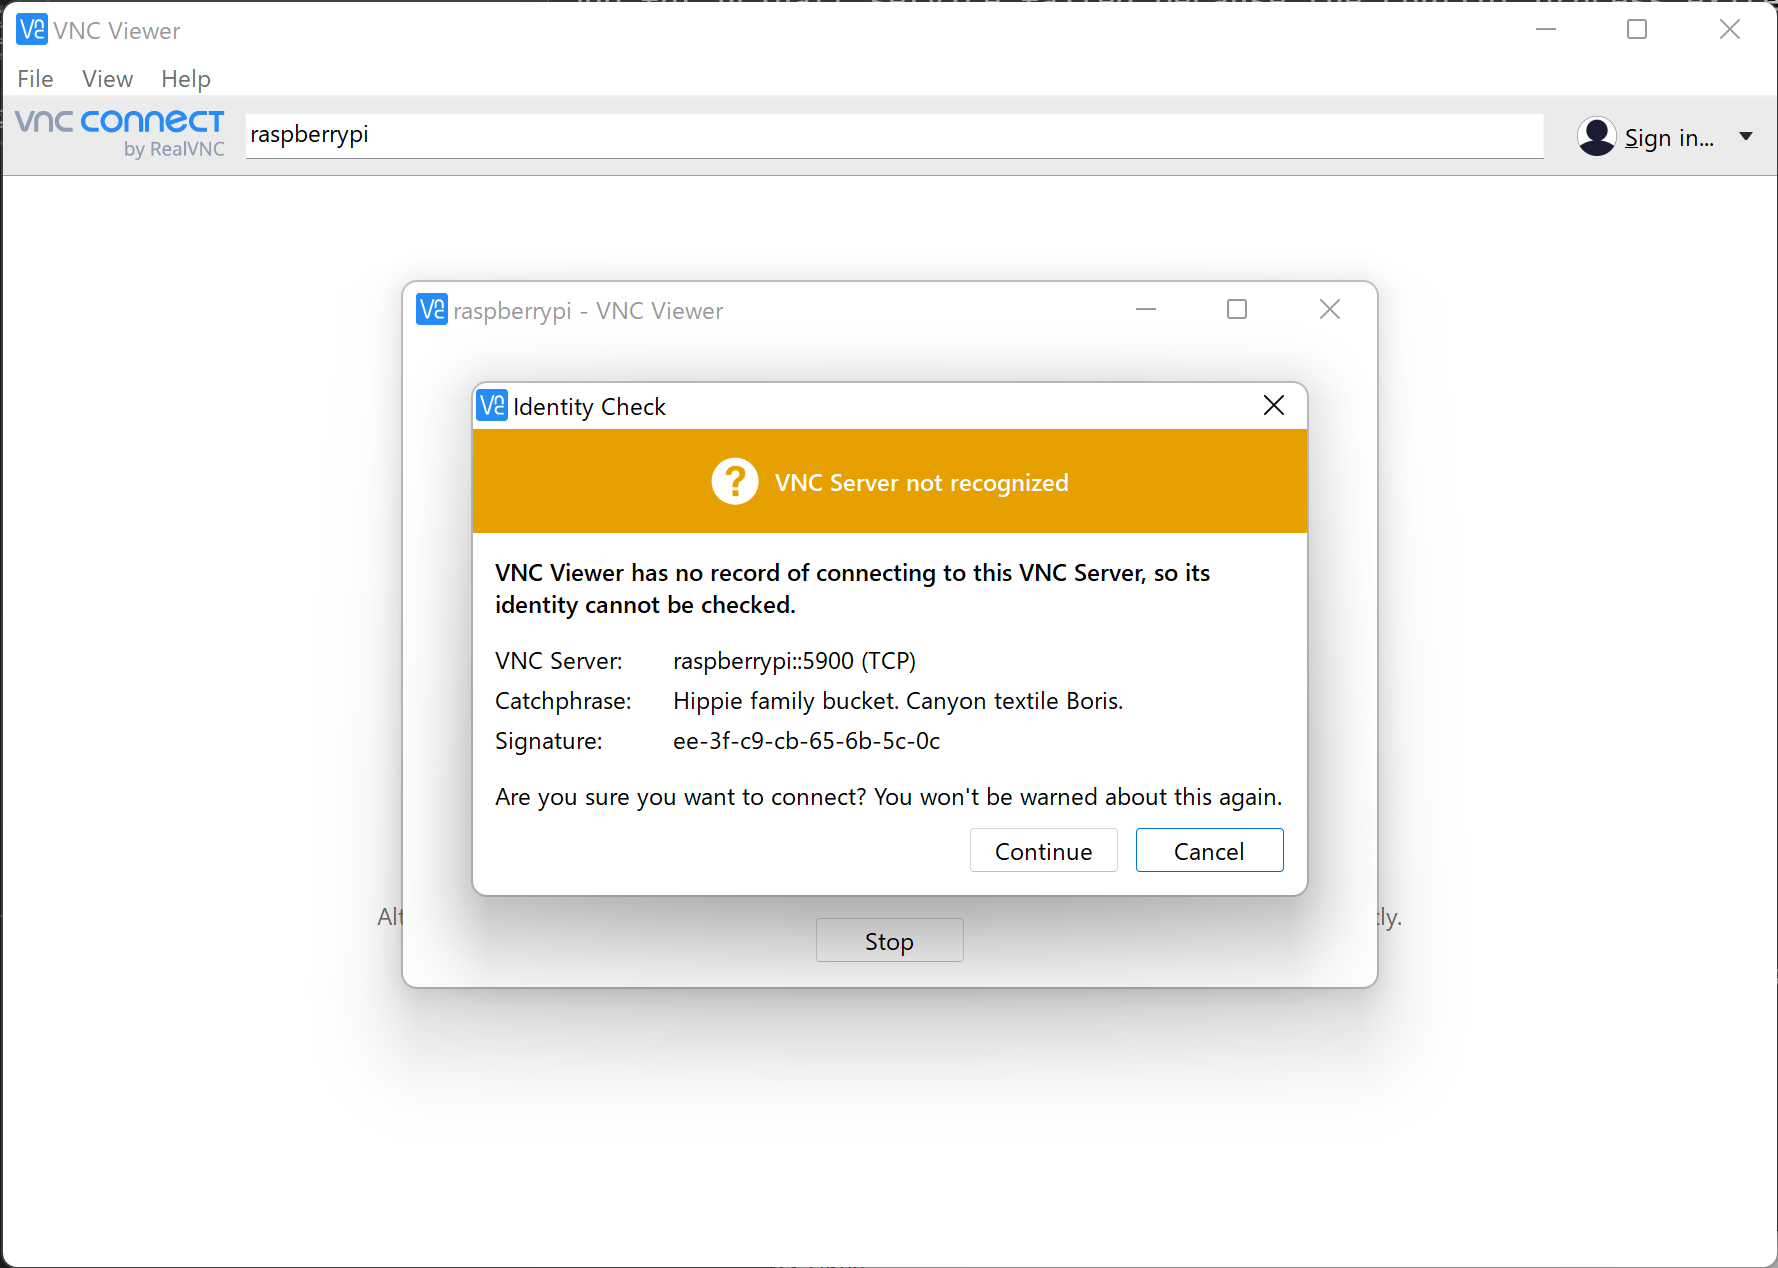 VNC Viewer
File View Help
vnc connect
by RealVNC
raspberrypi
Sign in...
raspberrypi - VNC Viewer
Identity Check
VNC Server not recognized
VNC Viewer has no record of connecting to this VNC Server, so its
identity cannot be checked.
VNC Server: raspberrypi::5900 (TCP)
Catchphrase: Hippie family bucket. Canyon textile Boris.
Signature: ee-3f-c9-cb-65-6b-5c-0c
Are you sure you want to connect? You won't be warned about this again.
Continue Cancel
Stop